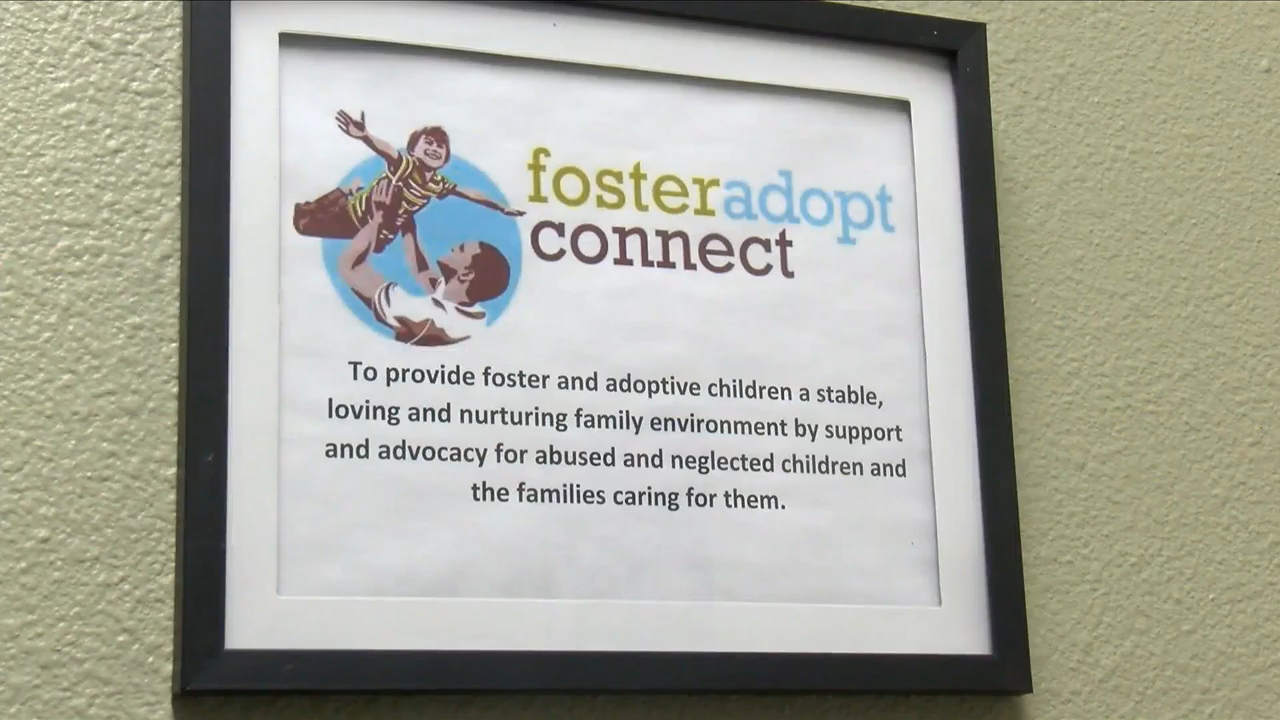 fosteradopt
connect
To provide foster and adoptive children a stable,
loving and nurturing family environment by support
and advocacy for abused and neglected children and
the families caring for them.